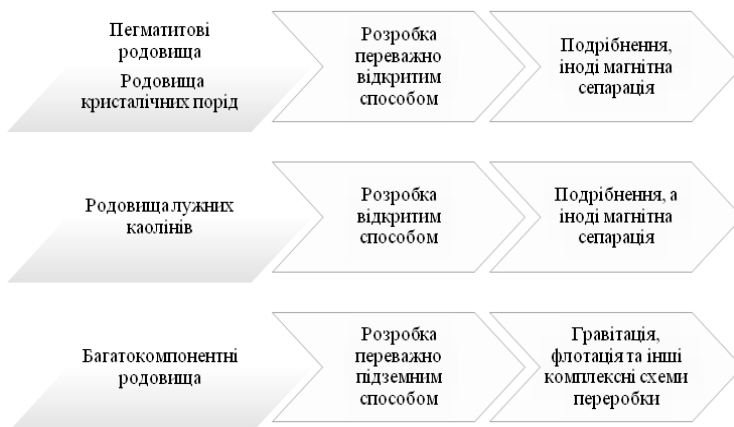 Пегматитові
родовища
Родовища
кристалічних порід
Розробка
переважно
відкритим
способом
Подрібнення,
іноді магнітна
сепарація
Родовища лужних
каолінів
Розробка
відкритим
способом
Подрібнення, а
іноді магнітна
сепарація
Багатокомпонентні
родовища
Розробка
переважно
підземним
способом
Гравітація,
флотація та інші
комплексні схеми
переробки